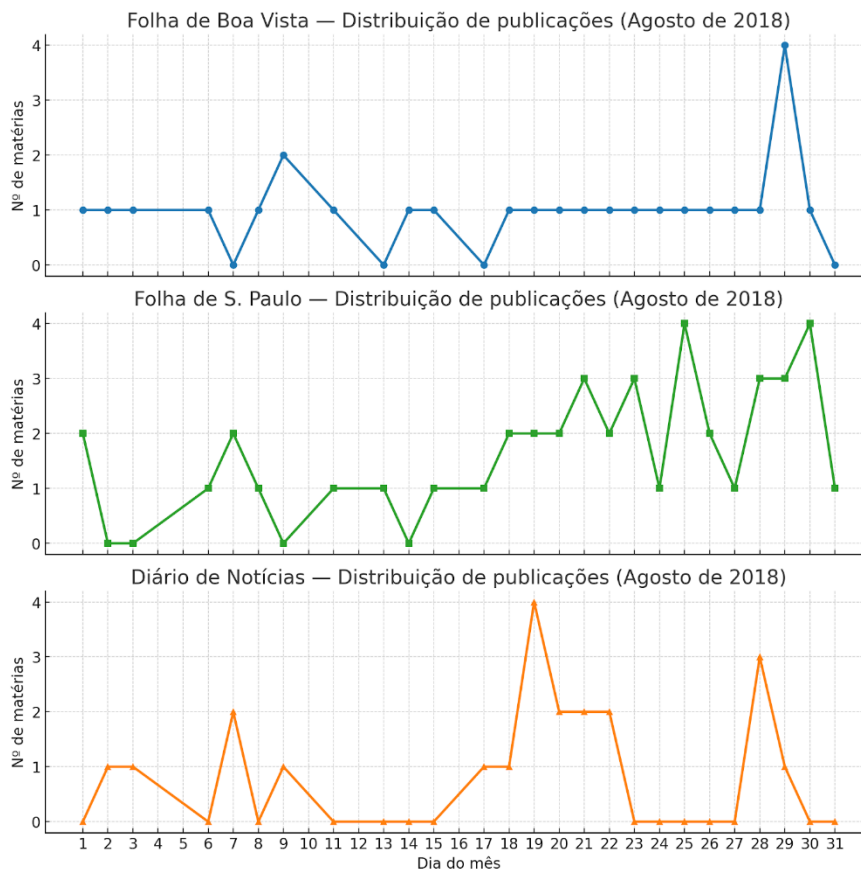 Folha de Boa Vista — Distribuição de publicações (Agosto de 2018)
4
3
2
1
0
Nº de matérias
Folha de S. Paulo — Distribuição de publicações (Agosto de 2018)
4
3
2
1
0
Nº de matérias
Diário de Notícias — Distribuição de publicações (Agosto de 2018)
4
3
2
1
0
Nº de matérias
1 2 3 4 5 6 7 8 9 10 11 12 13 14 15 16 17 18 19 20 21 22 23 24 25 26 27 28 29 30 31
Dia do mês